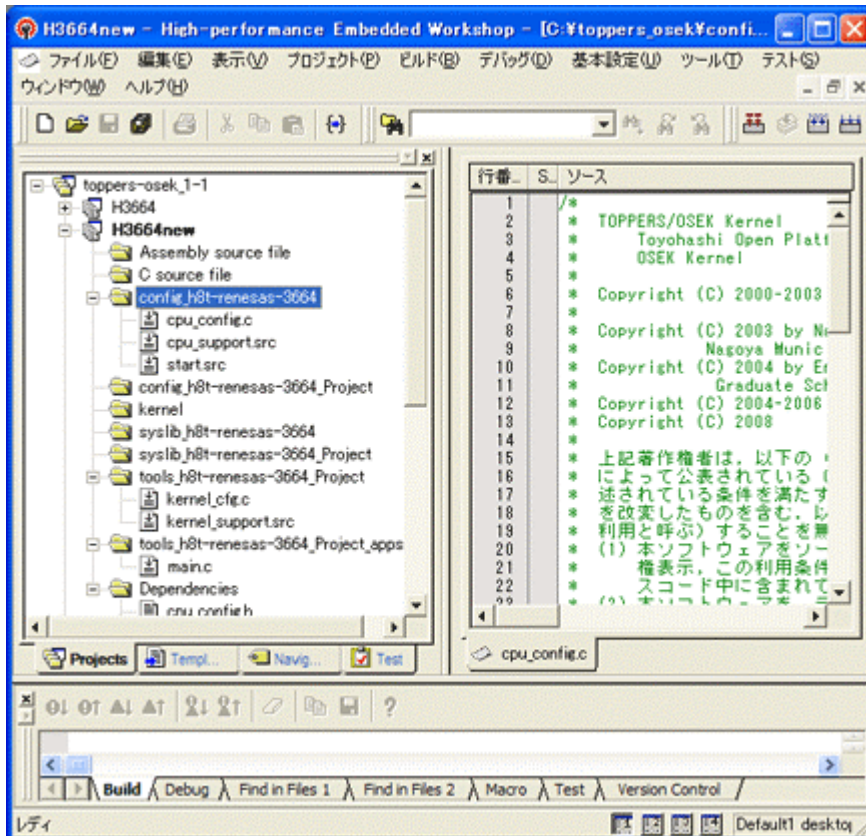 H3664new - High-performance Embedded Workshop - [C:¥toppers_osek¥confi...
ファイル(F) 編集(E) 表示(V) プロジェクト(P) ビルド(B) デバッグ(D) 基本設定(U) ツール(T) テスト(S)
ウィンドウ(W) ヘルプ(H)
toppers-osek_1-1
H3664
H3664new
Assembly source file
C source file
config_h8t-renesas-3664
cpu_config.c
cpu_support.src
start.src
config_h8t-renesas-3664_Project
kernel
syslib_h8t-renesas-3664
syslib_h8t-renesas-3664_Project
tools_h8t-renesas-3664_Project
kernel_cfg.c
kernel_support.src
tools_h8t-renesas-3664_Project_apps
main.c
Dependencies
cpu_config.h
Projects Templ... Navig... Test
行番... S... ソース
1 /*
2 * TOPPERS/OSEK Kernel
3 * Toyohashi Open Platf
4 * OSEK Kernel
5 *
6 * Copyright (C) 2000-2003
7 *
8 * Copyright (C) 2003 by Na
9 * Nagoya Munic
10 * Copyright (C) 2004 by Em
11 * Graduate Sch
12 * Copyright (C) 2004-2006
13 * Copyright (C) 2008
14 *
15 * 上記著作権者は，以下の
16 * によって公表されている
17 * 述されている条件を満たす
18 * を改変したものを含む．以
19 * 利用と呼ぶ）することを無
20 * (1) 本ソフトウェアをソー
21 * 権表示，この利用条件
22 * スコード中に含まれて
23 * (2) 本ソフトウェアを，ラ
cpu_config.c
Build Debug Find in Files 1 Find in Files 2 Macro Test Version Control
レディ Default1 desktop